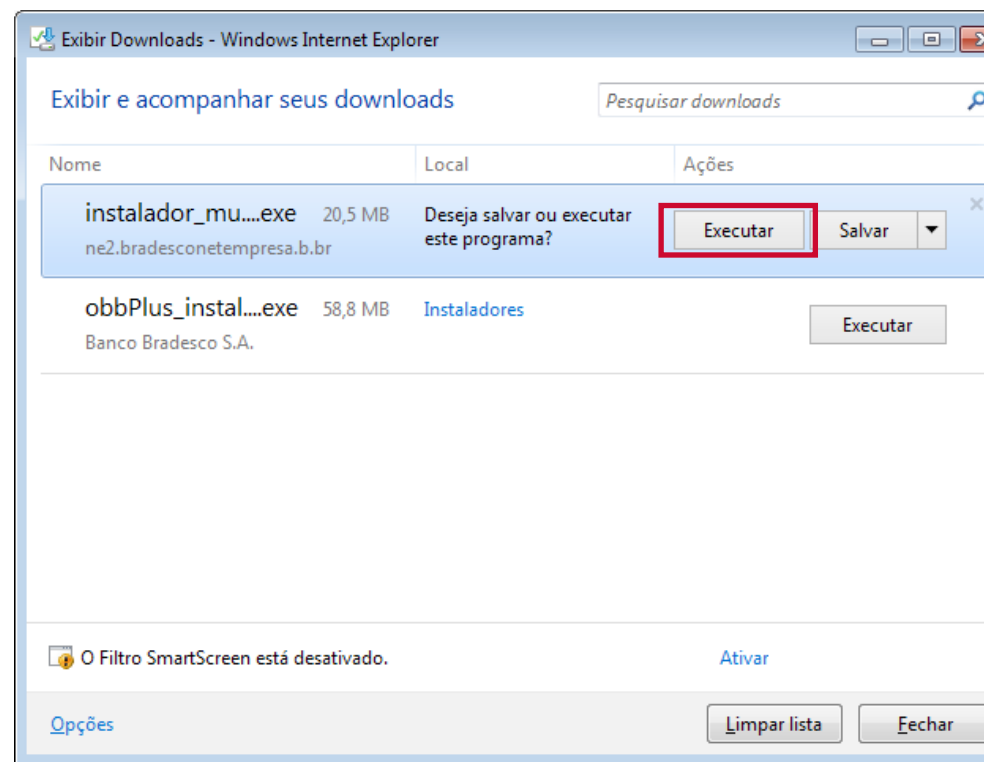 Exibir Downloads - Windows Internet Explorer
Exibir e acompanhar seus downloads
Pesquisar downloads
Nome Local Ações
instalador_mu....exe 20,5 MB
ne2.bradesconetempresa.b.br
Deseja salvar ou executar
este programa?
Executar Salvar
obbPlus_instal....exe 58,8 MB Instaladores
Banco Bradesco S.A.
Executar
O Filtro SmartScreen está desativado. Ativar
Opções Limpar lista Fechar